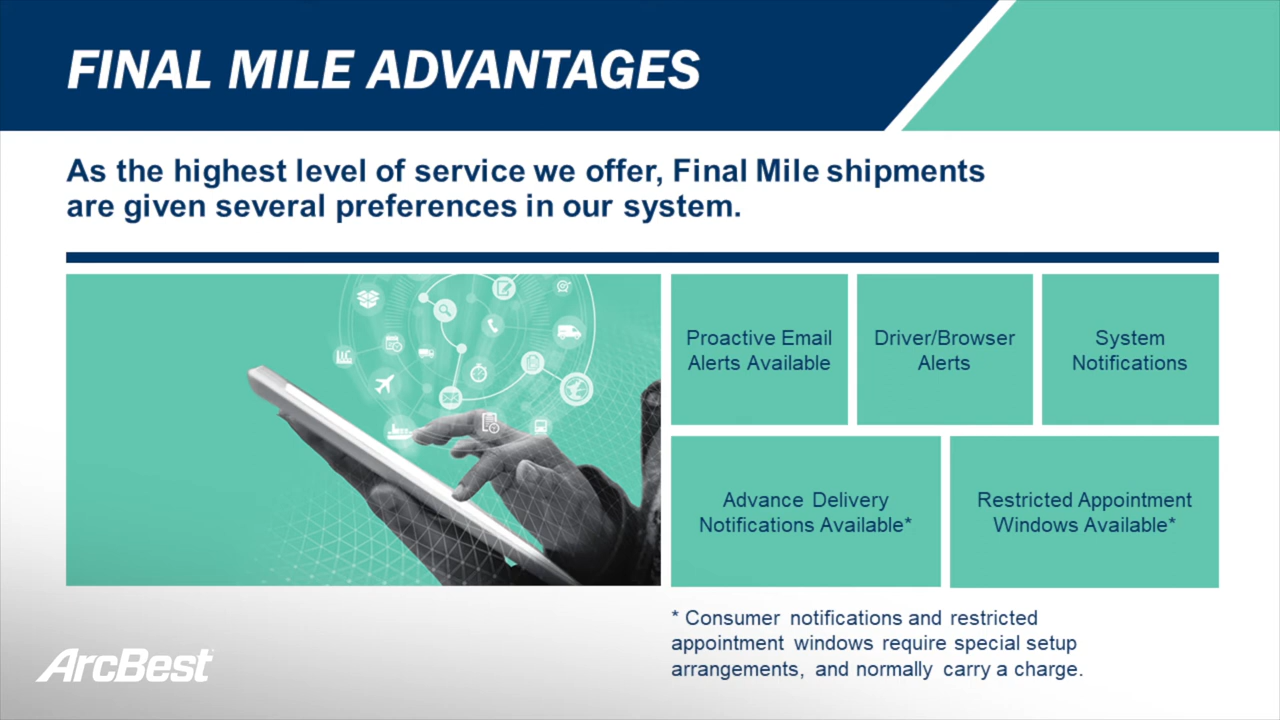 FINAL MILE ADVANTAGES
As the highest level of service we offer, Final Mile shipments
are given several preferences in our system.
Proactive Email
Alerts Available
Driver/Browser
Alerts
System
Notifications
Advance Delivery
Notifications Available*
Restricted Appointment
Windows Available*
* Consumer notifications and restricted
appointment windows require special setup
arrangements, and normally carry a charge.
ArcBest